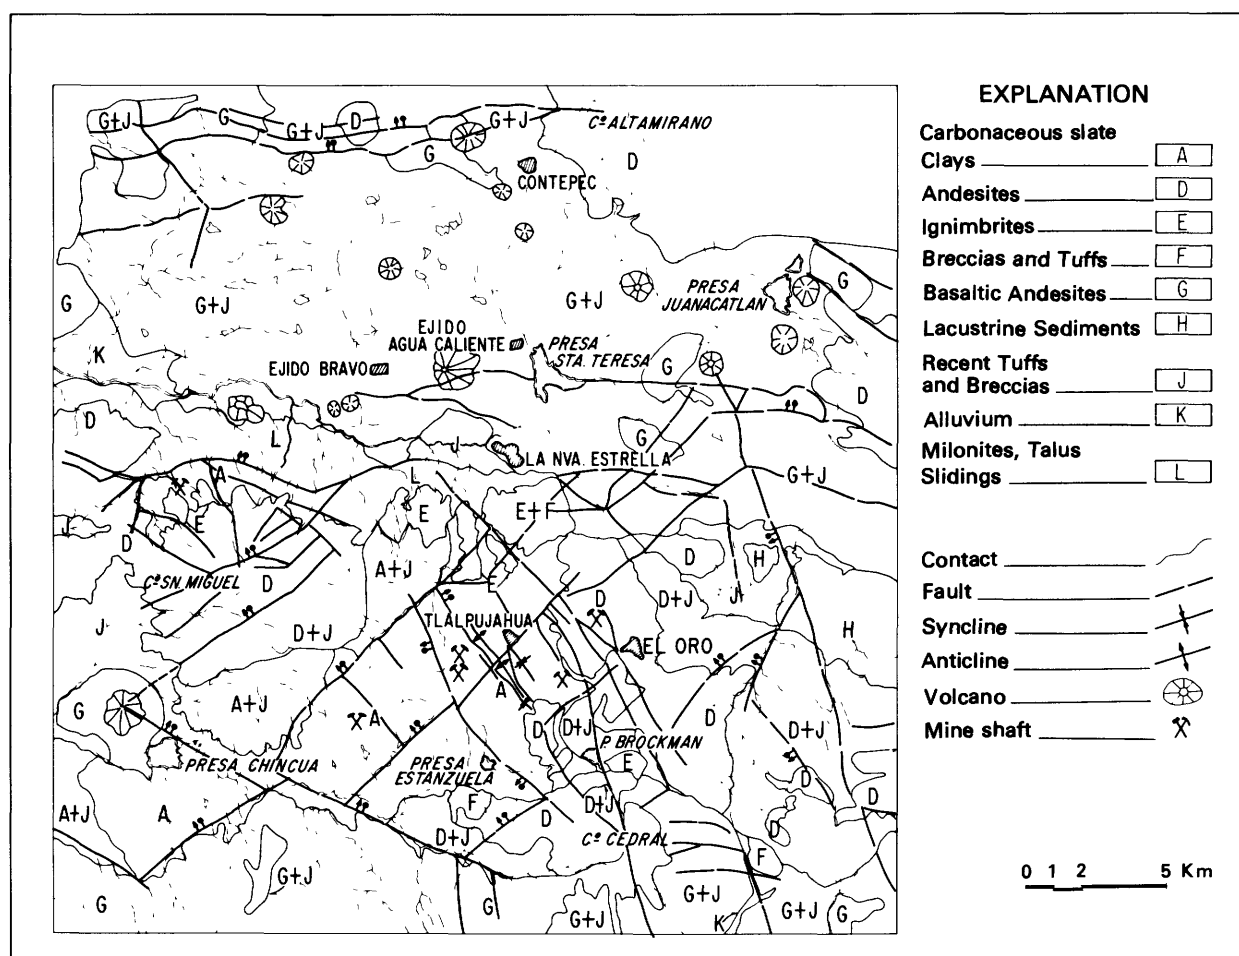 EXPLANATION
Carbonaceous slate
Clays A
Andesites D
Ignimbrites E
Breccias and Tuffs F
Basaltic Andesites G
Lacustrine Sediments H
Recent Tuffs
and Breccias J
Alluvium K
Milonites, Talus
Slidings L
Contact
Fault
Syncline
Anticline
Volcano
Mine shaft
0 1 2 5 Km
G+J
G
G+J
D
G+J
Cº ALTAMIRANO
G
D
CONTEPEC
G
G+J
G+J
PRESA
JUANACATLAN
G
K
EJIDO
AGUA CALIENTE
PRESA
STA. TERESA
EJIDO BRAVO
G
D
D
L
J
G
LA NVA. ESTRELLA
A
L
G+J
J
E
E
E+F
D
A+J
D
H
Cº SN. MIGUEL
D
E
D
D+J
J
J
D+J
TLALPUJAHUA
EL ORO
H
G
A+J
A
A
D
D+J
D
D+J
P. BROCKMAN
PRESA CHINCUA
PRESA
ESTANZUELA
E
D
D
A+J
A
F
D
D+J
D+J
Cº CEDRAL
D
F
G
G+J
G
G+J
G+J
K
G+J
G